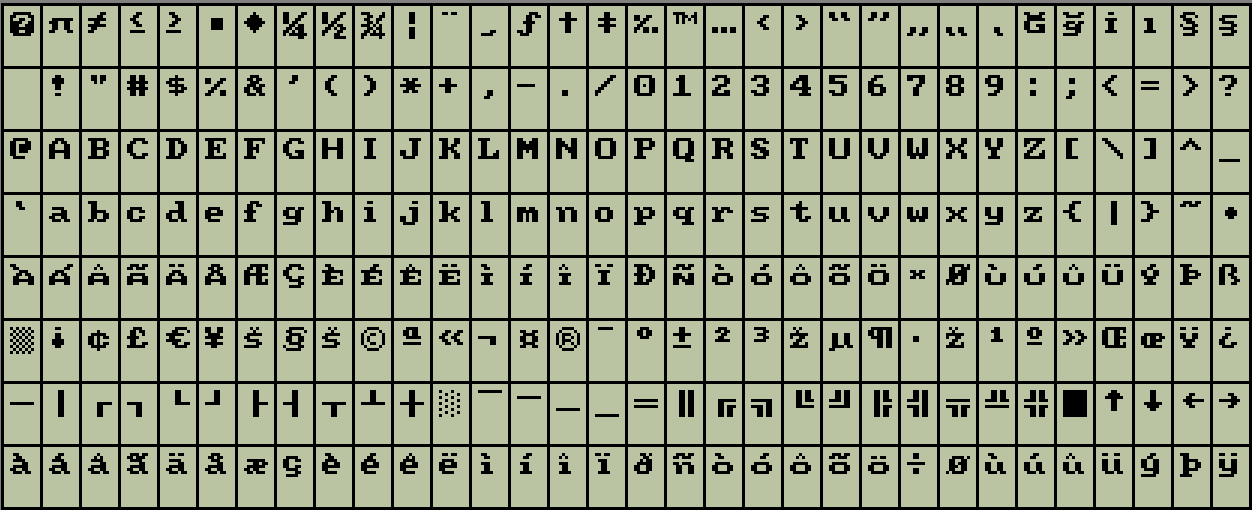 � π ≠ ≤ ≥ ▪ ◆ ¼ ½ ¾ ¦ ¨ ƒ † ‡ ‰ ™ … ‹ › “ ” „ Ğ ğ İ ı Ş ş
! " # $ % & ' ( ) * + , - . / 0 1 2 3 4 5 6 7 8 9 : ; < = > ?
@ A B C D E F G H I J K L M N O P Q R S T U V W X Y Z [ \ ] ^ _
` a b c d e f g h i j k l m n o p q r s t u v w x y z { | } ~ •
À Á Â Ã Ä Å Æ Ç È É Ê Ë Ì Í Î Ï Ð Ñ Ò Ó Ô Õ Ö × Ø Ù Ú Û Ü Ý Þ ß
▒ ¡ ¢ £ € ¥ š § š © ª « ¬ ¤ ® ¯ º ± ² ³ ž µ ¶ · ž ¹ º » Œ œ Ÿ ¿
─ │ ┌ ┐ └ ┘ ├ ┤ ┬ ┴ ┼ ░ ═ ║ ╔ ╗ ╚ ╝ ╠ ╣ ╦ ╩ ╬ █ ↑ ↓ ← →
à á â ã ä å æ ç è é ê ë ì í î ï ð ñ ò ó ô õ ö ÷ ø ù ú û ü ý þ ÿ